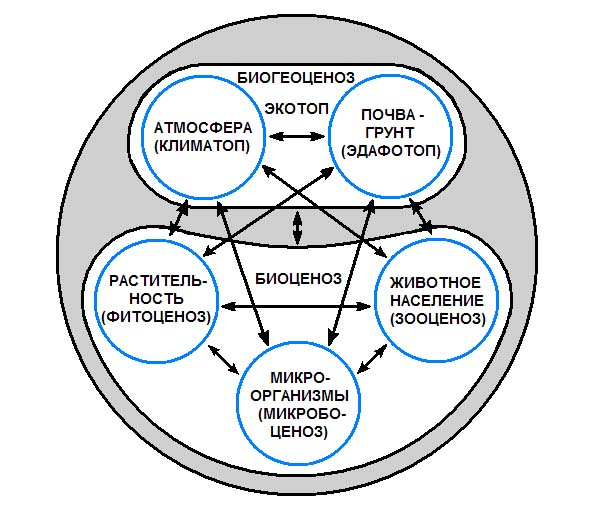 БИОГЕОЦЕНОЗ
ЭКОТОП
АТМОСФЕРА
(КЛИМАТОП)
ПОЧВА -
ГРУНТ
(ЭДАФОТОП)
БИОЦЕНОЗ
РАСТИТЕЛЬ-
НОСТЬ
(ФИТОЦЕНОЗ)
ЖИВОТНОЕ
НАСЕЛЕНИЕ
(ЗООЦЕНОЗ)
МИКРО-
ОРГАНИЗМЫ
(МИКРОБО-
ЦЕНОЗ)